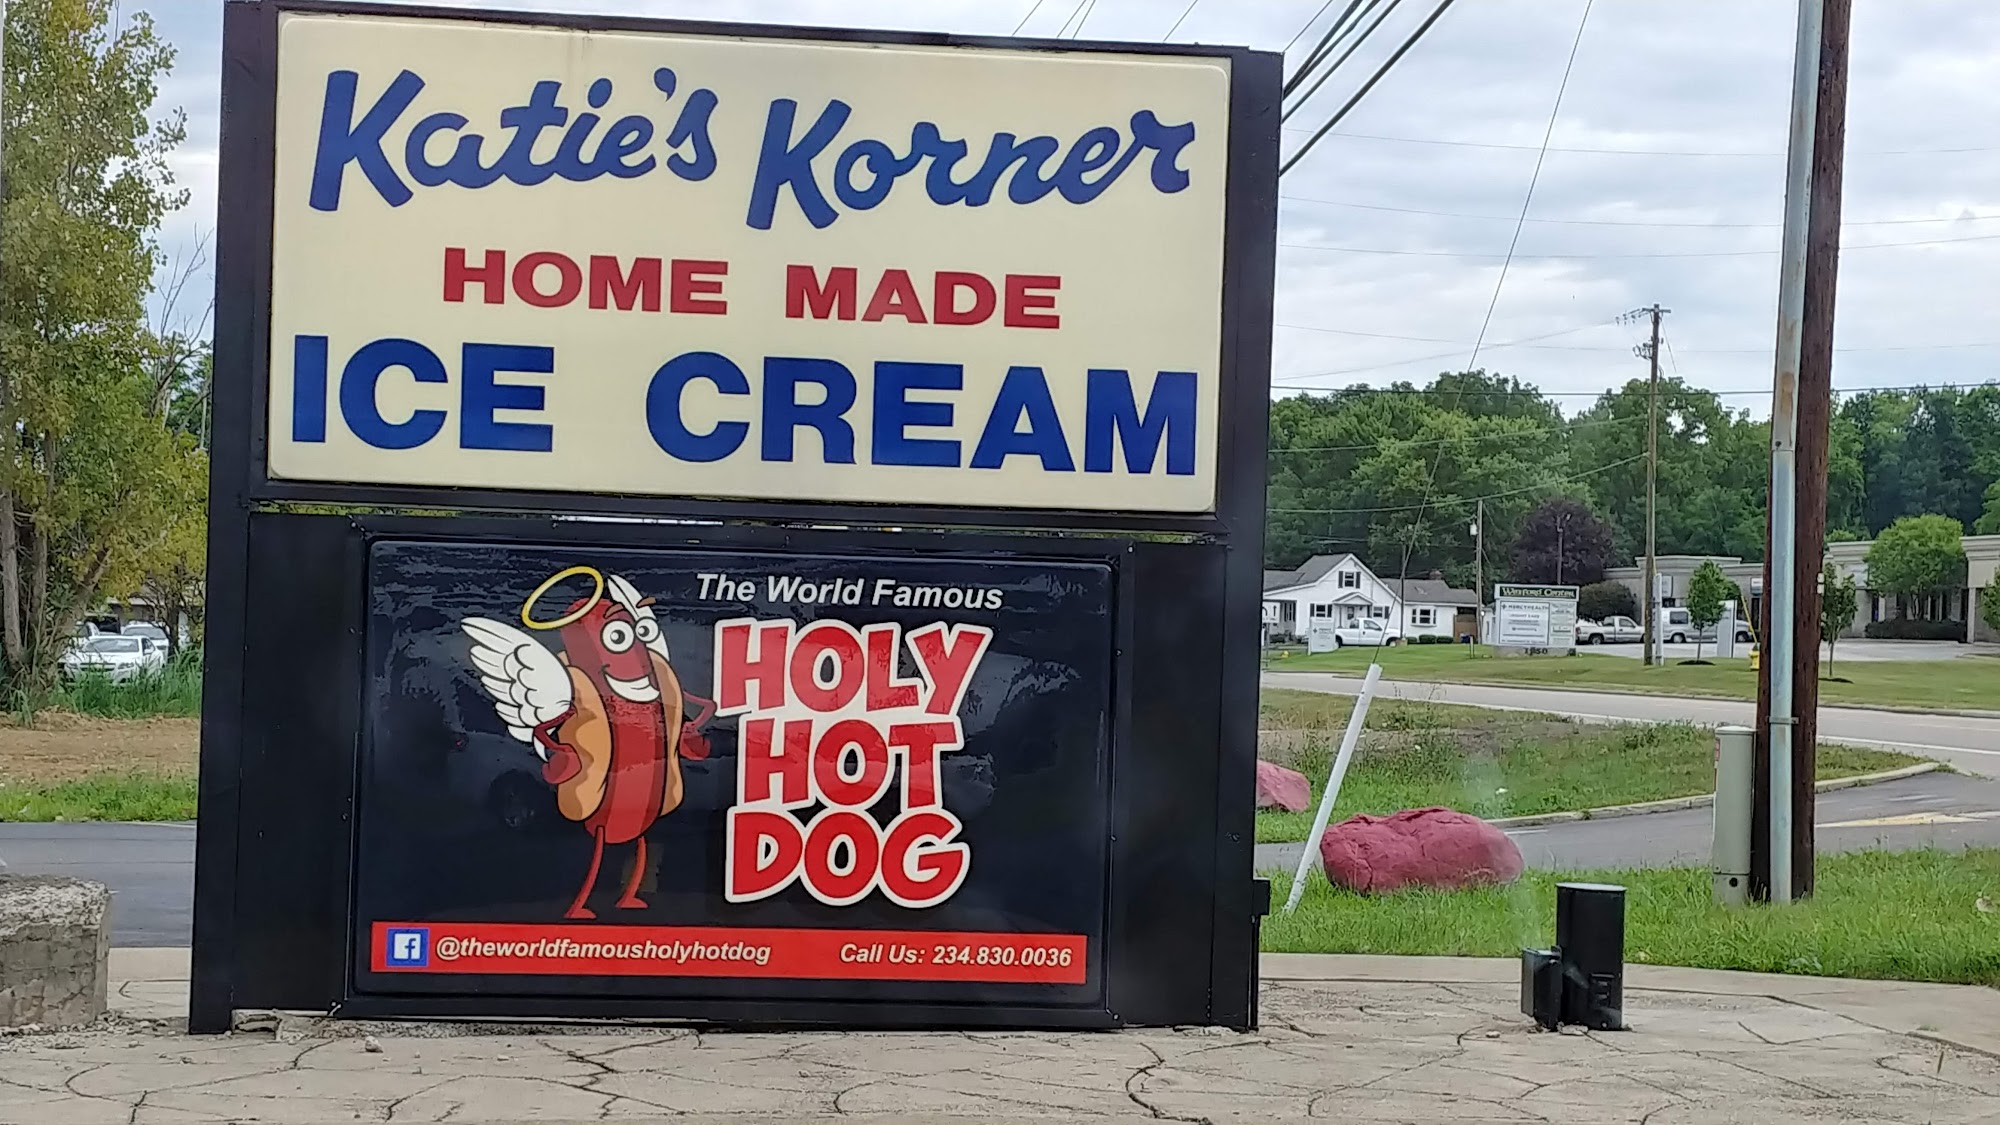 Katie's Korner
HOME MADE
ICE CREAM
The World Famous
HOLY
HOT
DOG
@theworldfamousholyhotdog
Call Us: 234.830.0036